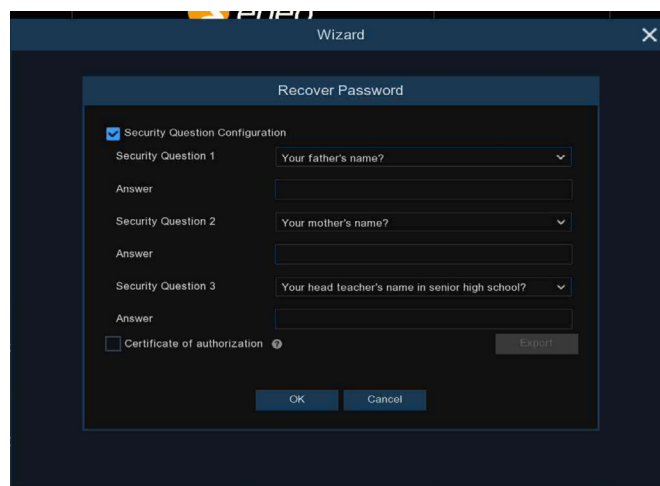 eneo
Wizard
Recover Password
Security Question Configuration
Security Question 1 Your father's name?
Answer
Security Question 2 Your mother's name?
Answer
Security Question 3 Your head teacher's name in senior high school?
Answer
Certificate of authorization ? Export
OK Cancel